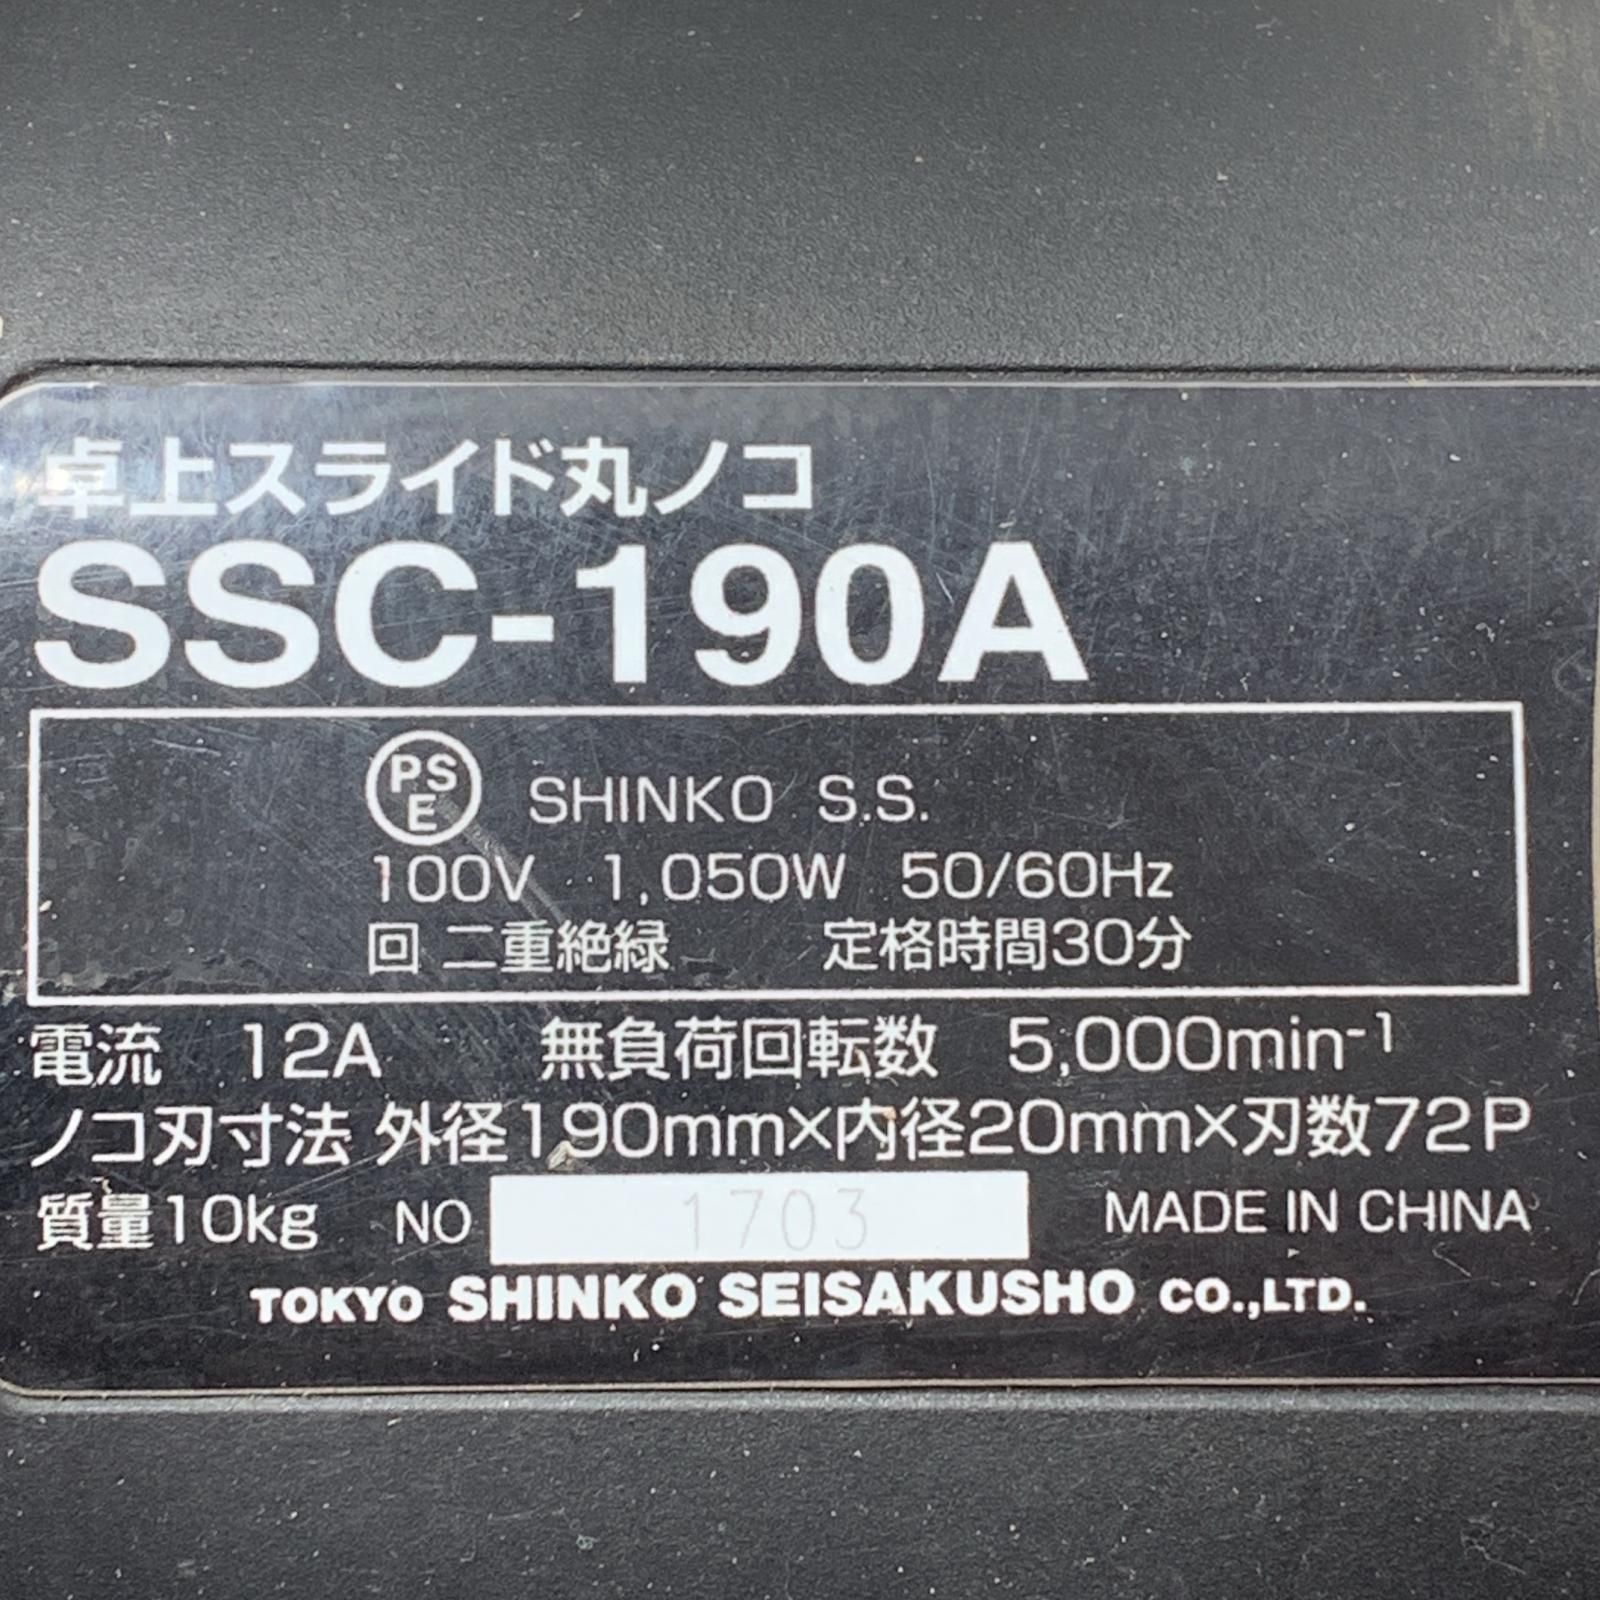 卓上スライド丸ノコ
SSC-190A
PSE SHINKO S.S.
100V 1,050W 50/60Hz
回 二重絶縁 定格時間30分
電流 12A 無負荷回転数 5,000min⁻¹
ノコ刃寸法 外径190mm×内径20mm×刃数72P
質量10kg NO 1703 MADE IN CHINA
TOKYO SHINKO SEISAKUSHO CO.,LTD.